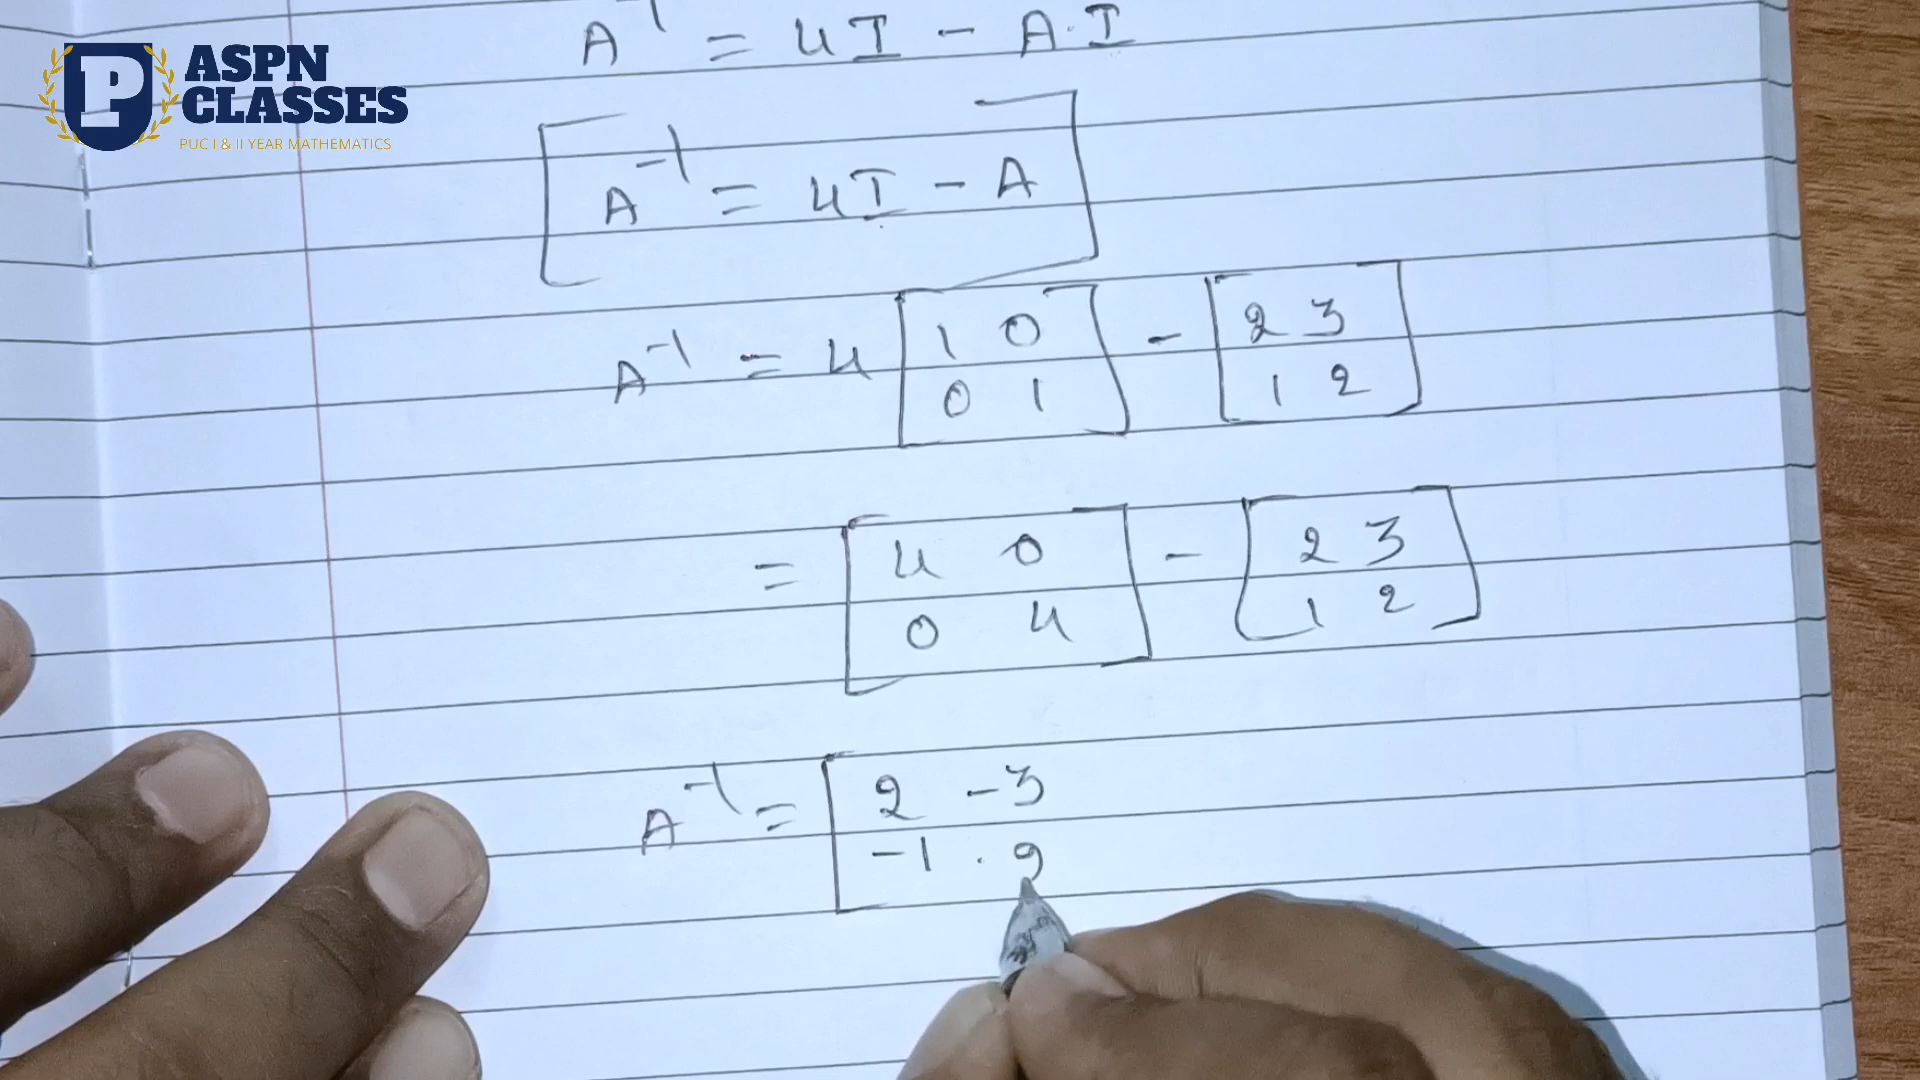 ASPN
CLASSES
PUC I & II YEAR MATHEMATICS
A⁻¹ = 4I - A·I
A⁻¹ = 4I - A
A⁻¹ = 4 [1 0 - [2 3
0 1] 1 2]
= [4 0 - [2 3
0 4] 1 2]
A⁻¹ = [2 -3
-1 . 2